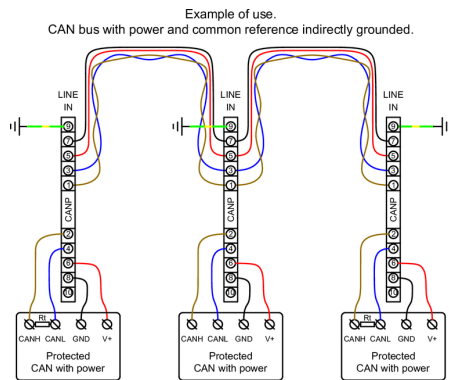 Example of use.
CAN bus with power and common reference indirectly grounded.
LINE IN
9
7
5
3
1
CANP
2
4
6
8
10
Rt
CANH CANL GND V+
Protected
CAN with power
LINE IN
9
7
5
3
1
CANP
2
4
6
8
10
CANH CANL GND V+
Protected
CAN with power
LINE IN
9
7
5
3
1
CANP
2
4
6
8
10
Rt
CANH CANL GND V+
Protected
CAN with power